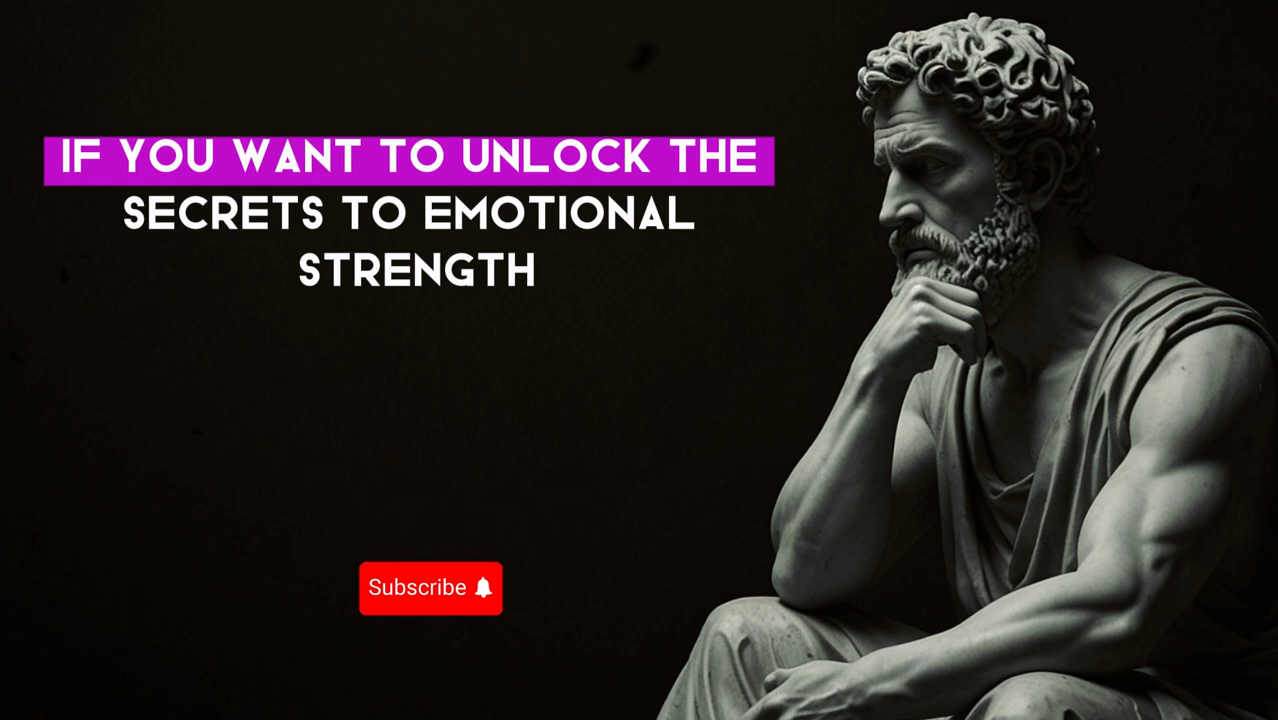 IF YOU WANT TO UNLOCK THE
SECRETS TO EMOTIONAL
STRENGTH
Subscribe